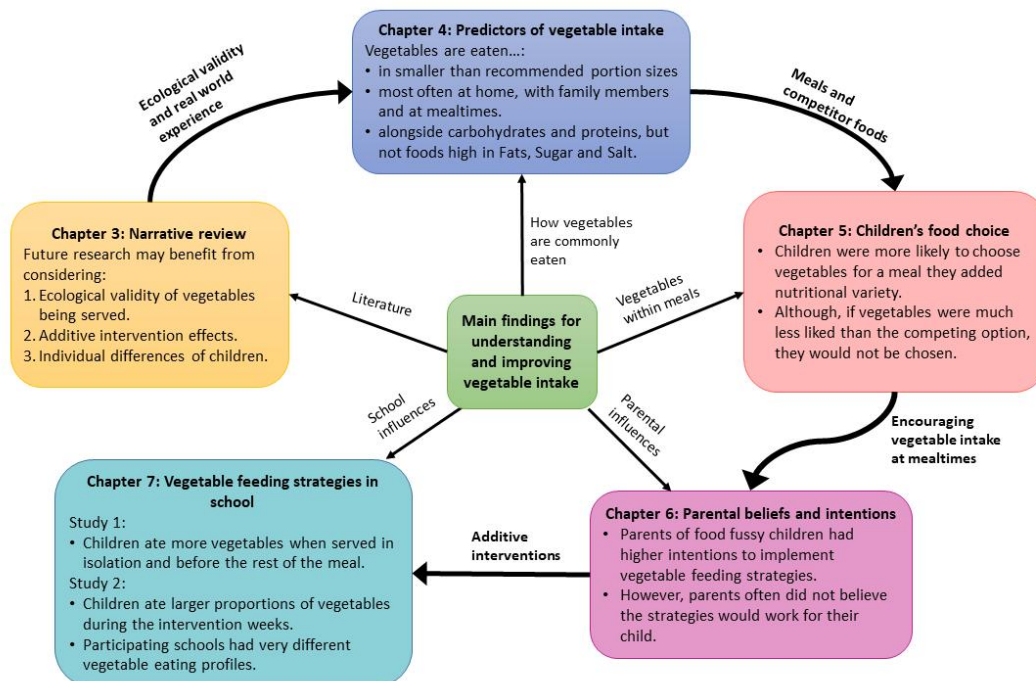 Chapter 4: Predictors of vegetable intake
Vegetables are eaten…:
• in smaller than recommended portion sizes
• most often at home, with family members
and at mealtimes.
• alongside carbohydrates and proteins, but
not foods high in Fats, Sugar and Salt.
Ecological validity
and real world
experience
Meals and
competitor foods
Chapter 3: Narrative review
Future research may benefit from
considering:
1. Ecological validity of vegetables
being served.
2. Additive intervention effects.
3. Individual differences of children.
How vegetables
are commonly
eaten
Literature
Vegetables
within meals
Main findings for
understanding
and improving
vegetable intake
Chapter 5: Children’s food choice
• Children were more likely to choose
vegetables for a meal they added
nutritional variety.
• Although, if vegetables were much
less liked than the competing option,
they would not be chosen.
School
influences
Parental
influences
Encouraging
vegetable intake
at mealtimes
Chapter 7: Vegetable feeding strategies in
school
Study 1:
• Children ate more vegetables when served in
isolation and before the rest of the meal.
Study 2:
• Children ate larger proportions of vegetables
during the intervention weeks.
• Participating schools had very different
vegetable eating profiles.
Additive
interventions
Chapter 6: Parental beliefs and intentions
• Parents of food fussy children had
higher intentions to implement
vegetable feeding strategies.
• However, parents often did not believe
the strategies would work for their
child.